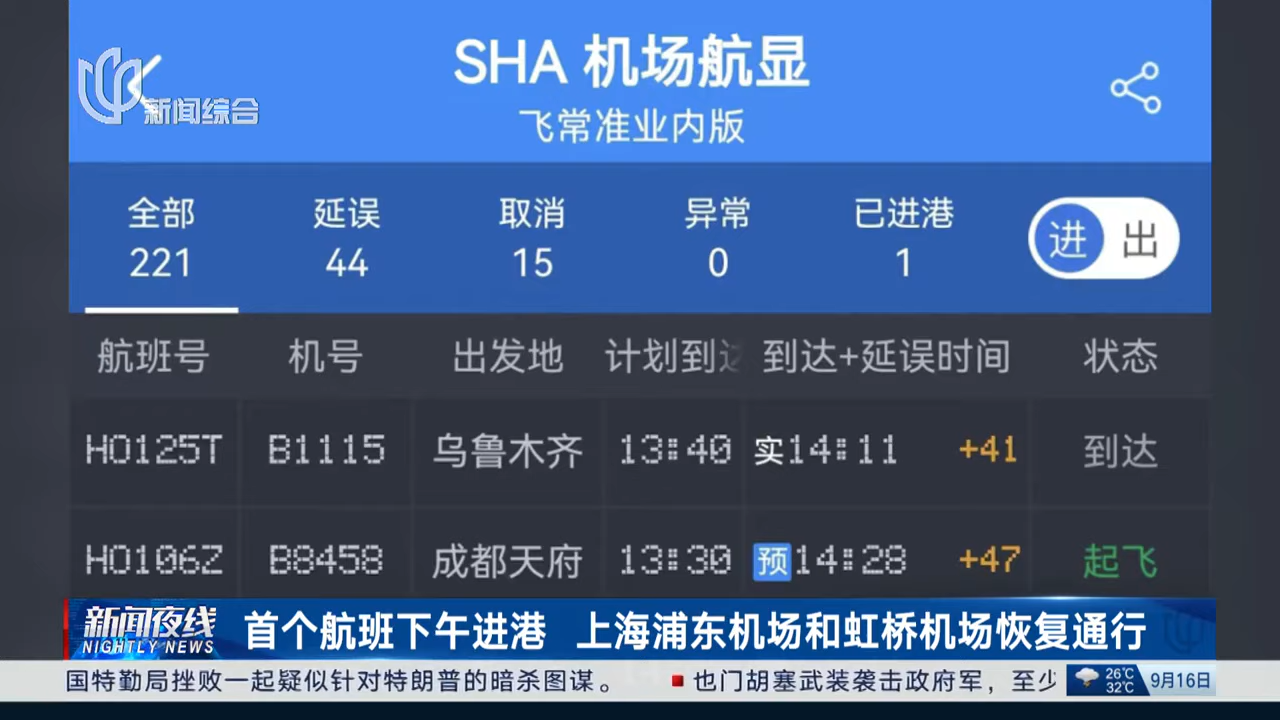 SHA 机场航显
新闻综合
飞常准业内版
全部 延误 取消 异常 已进港
221 44 15 0 1
进 出
航班号 机号 出发地 计划到达 到达+延误时间 状态
HO125T B1115 乌鲁木齐 13:40 实14:11 +41 到达
HO106Z B8458 成都天府 13:30 预14:28 +47 起飞
新闻夜线
NIGHTLY NEWS
首个航班下午进港 上海浦东机场和虹桥机场恢复通行
国特勤局挫败一起疑似针对特朗普的暗杀图谋。 也门胡塞武装袭击政府军，至少
26℃
32℃
9月16日